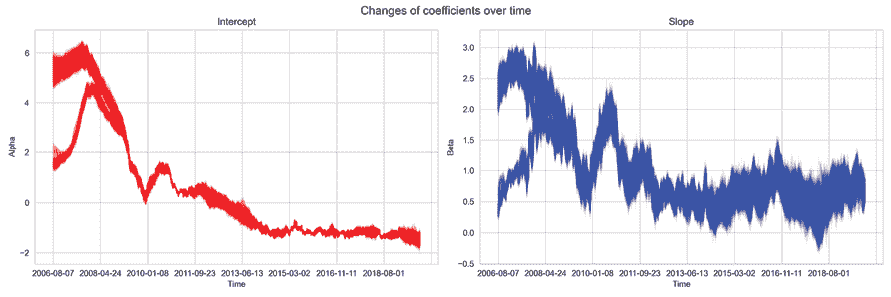 Changes of coefficients over time
Intercept
6
4
2
0
−2
Alpha
2006-08-07 2008-04-24 2010-01-08 2011-09-23 2013-06-13 2015-03-02 2016-11-11 2018-08-01
Time
Slope
3.0
2.5
2.0
1.5
1.0
0.5
0.0
−0.5
Beta
2006-08-07 2008-04-24 2010-01-08 2011-09-23 2013-06-13 2015-03-02 2016-11-11 2018-08-01
Time